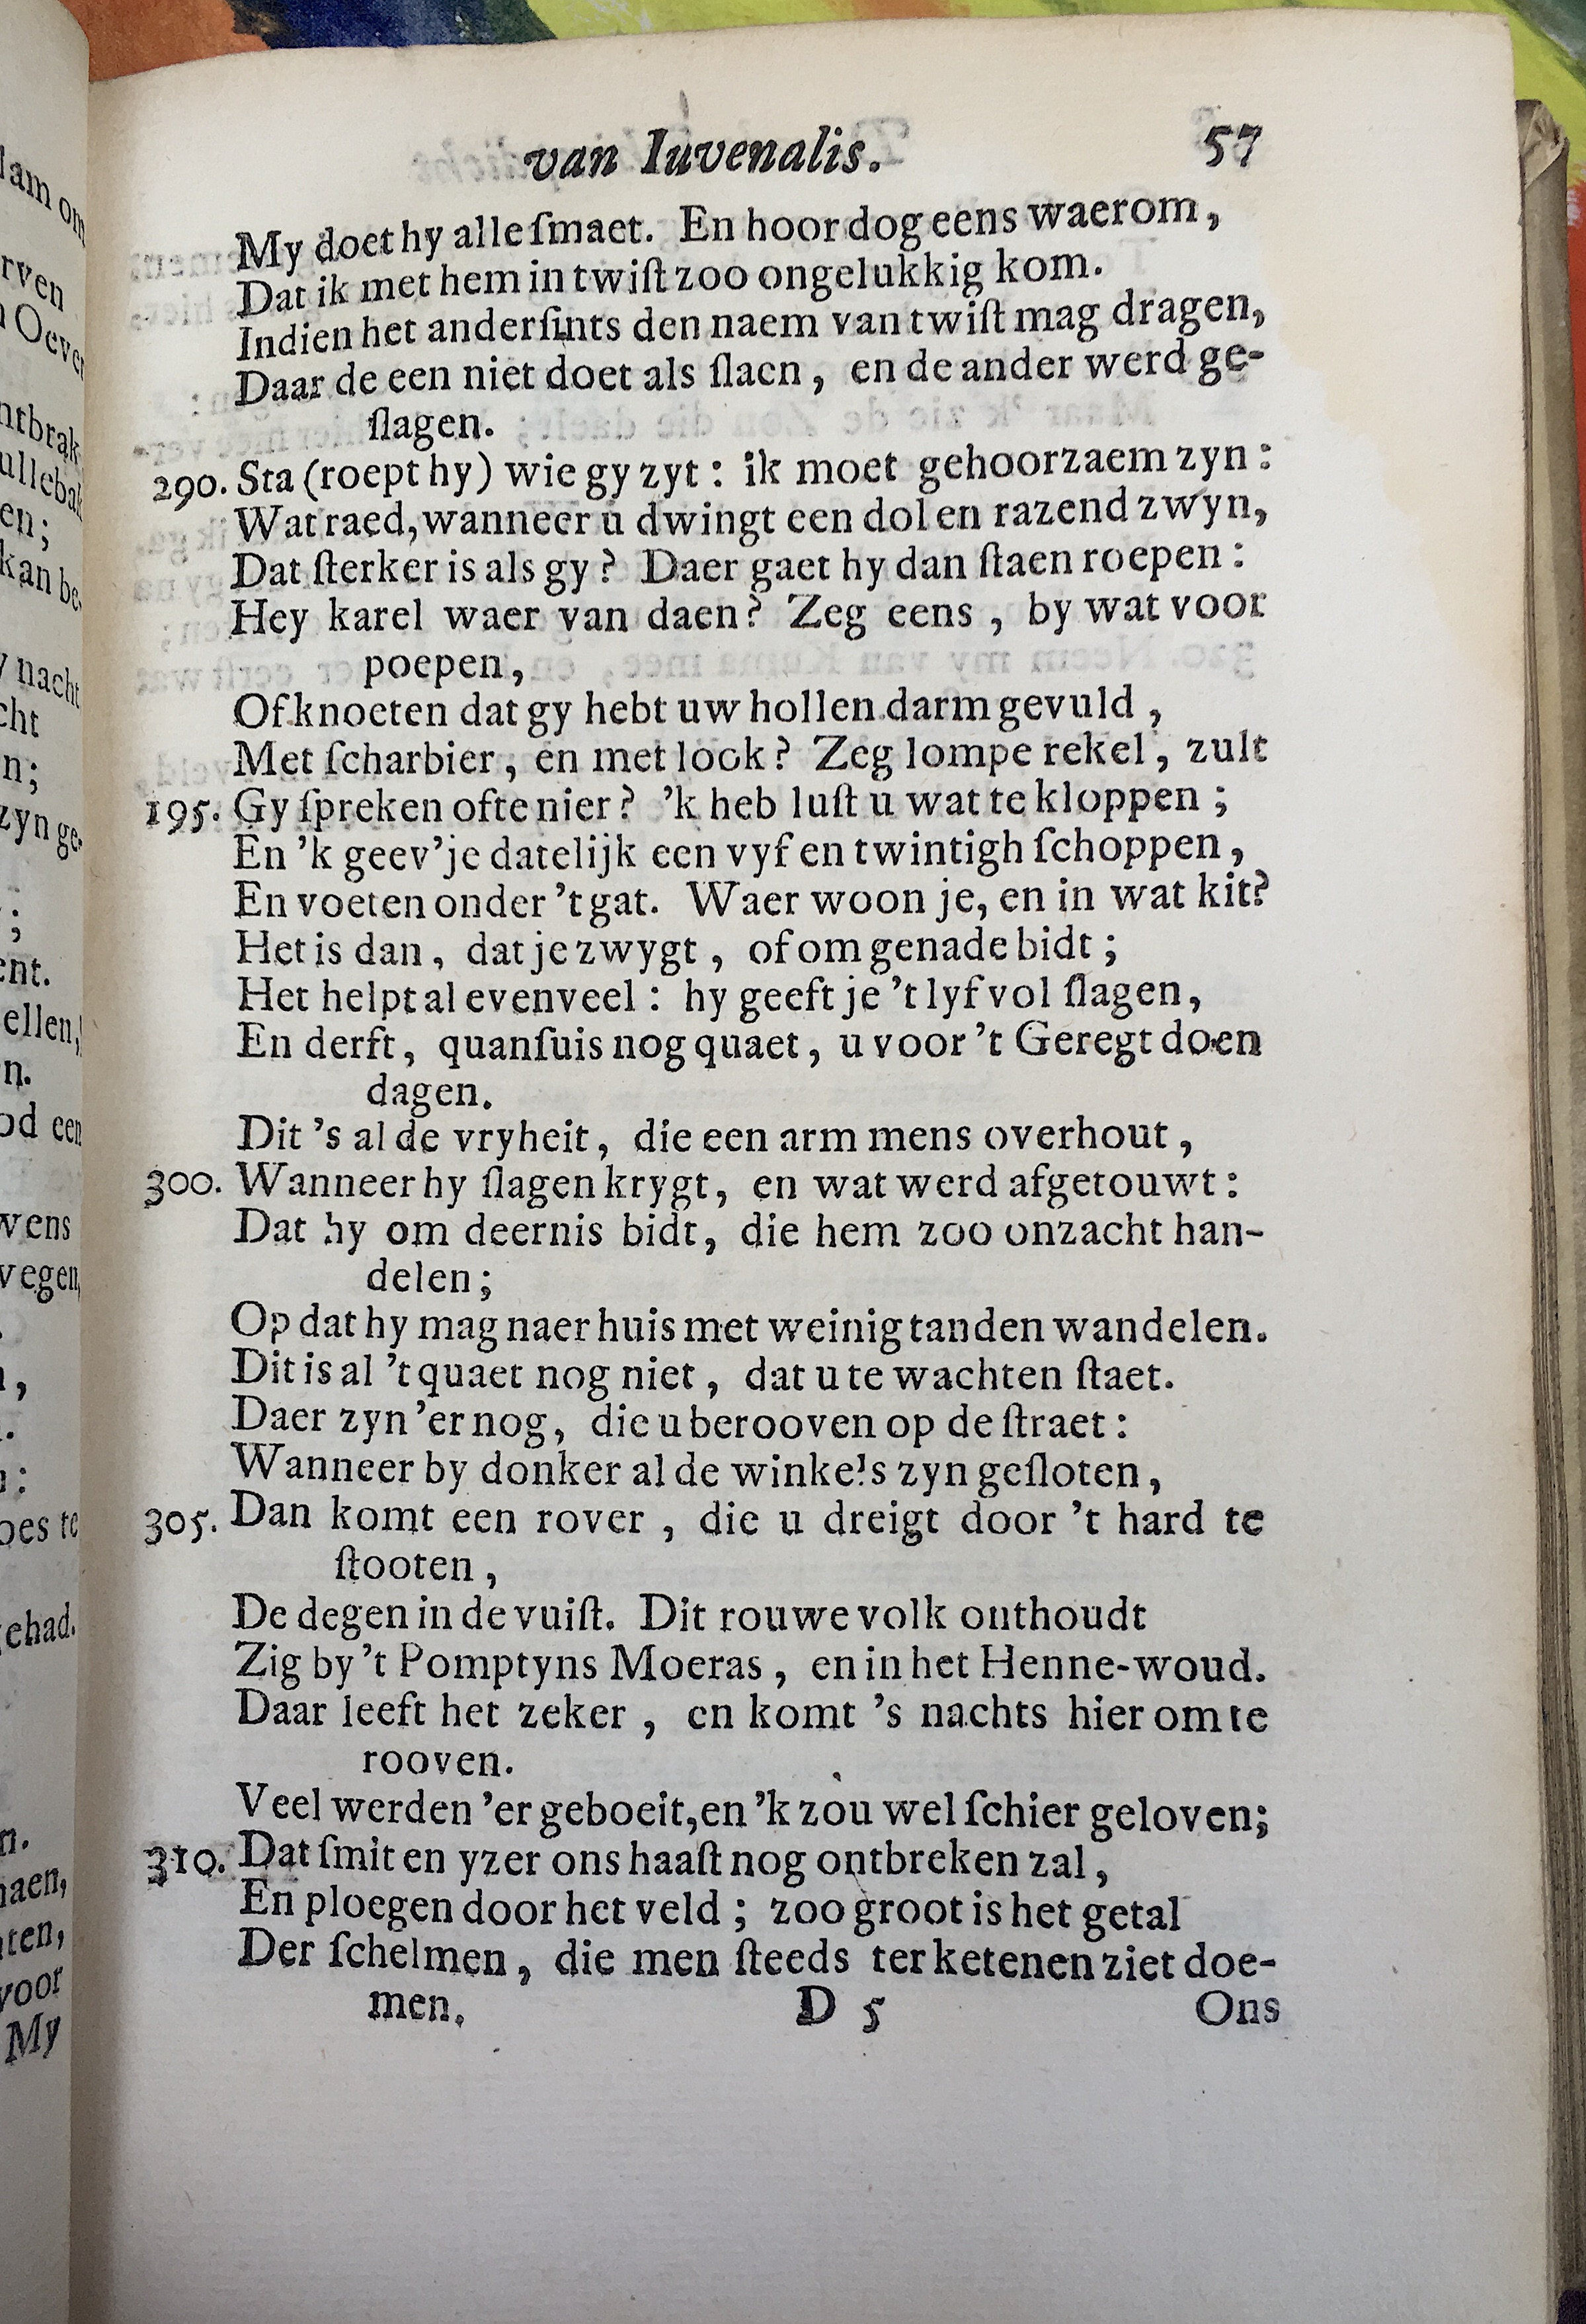 van Iuvenalis. 57
My doet hy alle ſmaet. En hoor dog eens waerom,
Dat ik met hem in twiſt zoo ongelukkig kom.
Indien het anderſints den naem van twiſt mag dragen,
Daar de een niet doet als ſlaen, en de ander werd ge-
ſlagen.
290. Sta (roept hy) wie gy zyt: ik moet gehoorzaem zyn:
Wat raed, wanneer u dwingt een dol en razend zwyn,
Dat ſterker is als gy? Daer gaet hy dan ſtaen roepen:
Hey karel waer van daen? Zeg eens, by wat voor
poepen,
Of knoeten dat gy hebt uw hollen darm gevuld,
Met ſcharbier, en met look? Zeg lompe rekel, zult
195. Gy ſpreken ofte nier? 'k heb luſt u wat te kloppen;
En 'k geev'je datelijk een vyf en twintigh ſchoppen,
En voeten onder 't gat. Waer woon je, en in wat kit?
Het is dan, dat je zwygt, of om genade bidt;
Het helpt al evenveel: hy geeft je 't lyf vol ſlagen,
En derft, quanſuis nog quaet, u voor 't Geregt doen
dagen.
Dit 's al de vryheit, die een arm mens overhout,
300. Wanneer hy ſlagen krygt, en wat werd afgetouwt:
Dat hy om deernis bidt, die hem zoo onzacht han-
delen;
Op dat hy mag naer huis met weinig tanden wandelen.
Dit is al 't quaet nog niet, dat u te wachten ſtaet.
Daer zyn 'er nog, die u berooven op de ſtraet:
Wanneer by donker al de winkels zyn geſloten,
305. Dan komt een rover, die u dreigt door 't hard te
ſtooten,
De degen in de vuiſt. Dit rouwe volk onthoudt
Zig by 't Pomptyns Moeras, en in het Henne-woud.
Daar leeft het zeker, en komt 's nachts hier om te
rooven.
Veel werden 'er geboeit, en 'k zou wel ſchier geloven;
310. Dat ſmit en yzer ons haaſt nog ontbreken zal,
En ploegen door het veld; zoo groot is het getal
Der ſchelmen, die men ſteeds ter ketenen ziet doe-
men. D 5 Ons